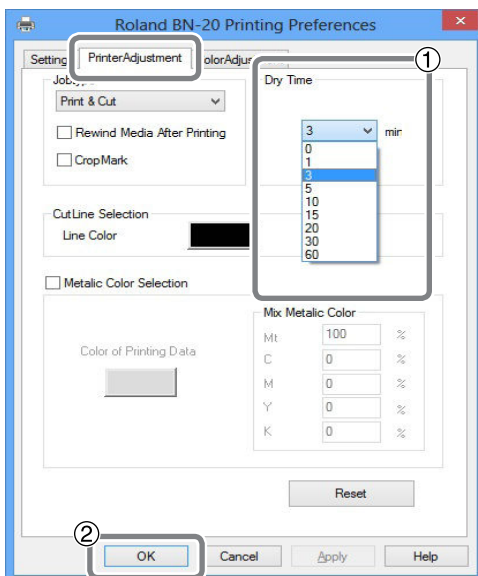 Roland BN-20 Printing Preferences
Setting PrinterAdjustment
①
Dry Time
Print & Cut
3 min
Rewind Media After Printing
CropMark
0
1
3
5
10
15
20
30
60
CutLine Selection
Line Color
Metalic Color Selection
Mix Metalic Color
Color of Printing Data
Mt 100 %
C 0 %
M 0 %
Y 0 %
K 0 %
Reset
②
OK Cancel Apply Help